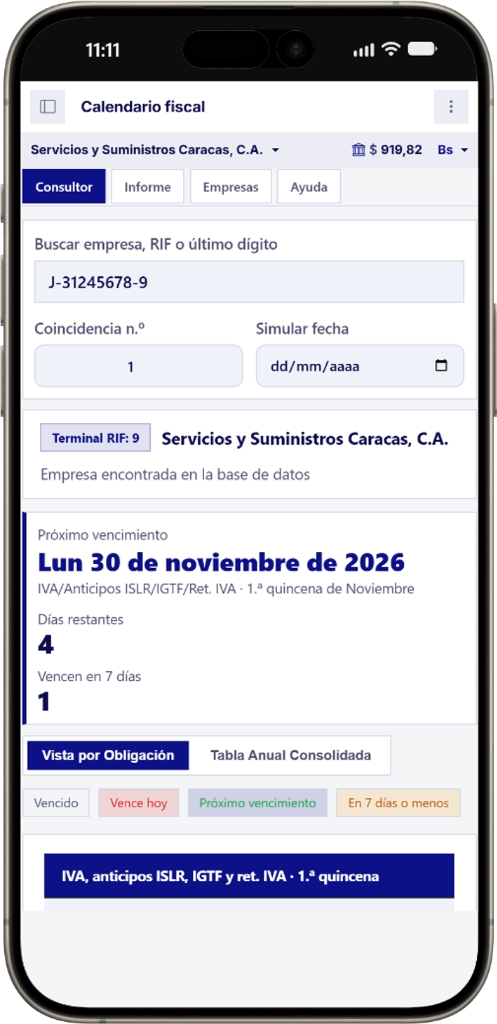 11:11
Calendario fiscal
Servicios y Suministros Caracas, C.A. $ 919,82 Bs
Consultor Informe Empresas Ayuda
Buscar empresa, RIF o último dígito
J-31245678-9
Coincidencia n.º Simular fecha
1 dd/mm/aaaa
Terminal RIF: 9 Servicios y Suministros Caracas, C.A.
Empresa encontrada en la base de datos
Próximo vencimiento
Lun 30 de noviembre de 2026
IVA/Anticipos ISLR/IGTF/Ret. IVA · 1.ª quincena de Noviembre
Días restantes
4
Vencen en 7 días
1
Vista por Obligación Tabla Anual Consolidada
Vencido Vence hoy Próximo vencimiento En 7 días o menos
IVA, anticipos ISLR, IGTF y ret. IVA · 1.ª quincena